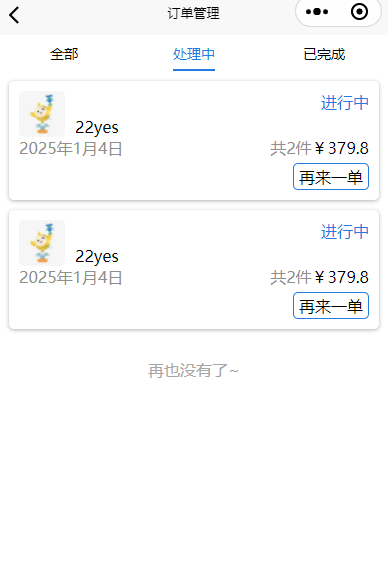 订单管理
全部 处理中 已完成
进行中
22yes
2025年1月4日 共2件￥379.8
再来一单
进行中
22yes
2025年1月4日 共2件￥379.8
再来一单
再也没有了~